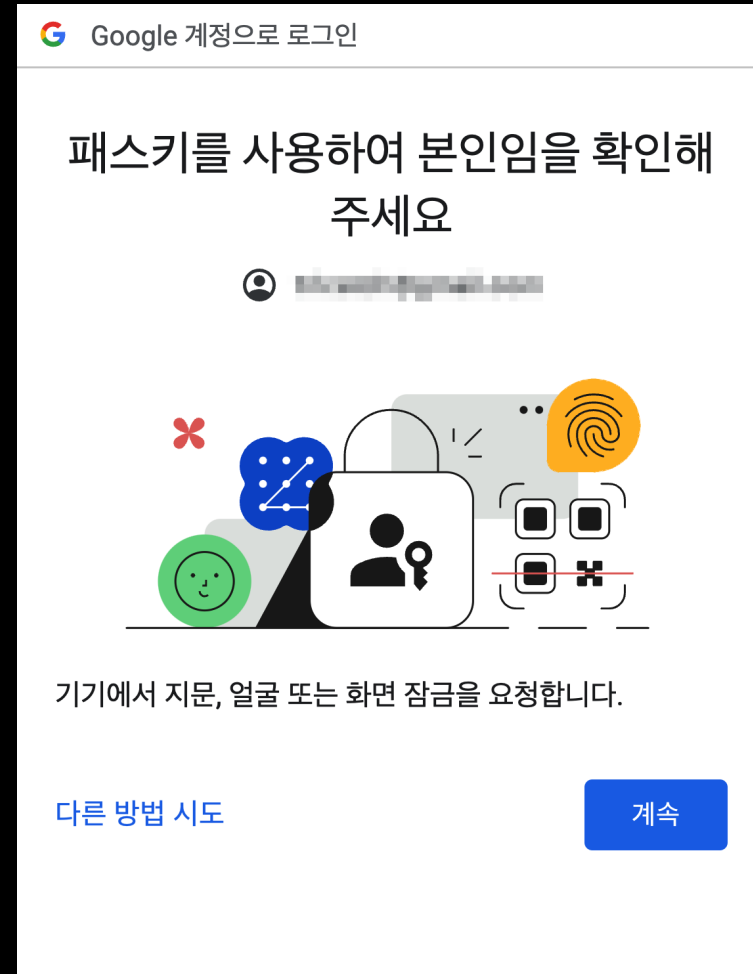 Google 계정으로 로그인
패스키를 사용하여 본인임을 확인해
주세요
기기에서 지문, 얼굴 또는 화면 잠금을 요청합니다.
다른 방법 시도
계속